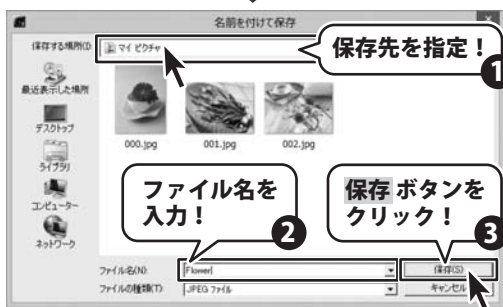 名前を付けて保存
保存する場所(I):
マイ ピクチャ
保存先を指定！
1
最近表示した場所
デスクトップ
ライブラリ
コンピューター
ネットワーク
000.jpg
001.jpg
002.jpg
ファイル名を
入力！
2
保存 ボタンを
クリック！
3
ファイル名(N):
Flower
保存(S)
ファイルの種類(T):
JPEG ファイル
キャンセル